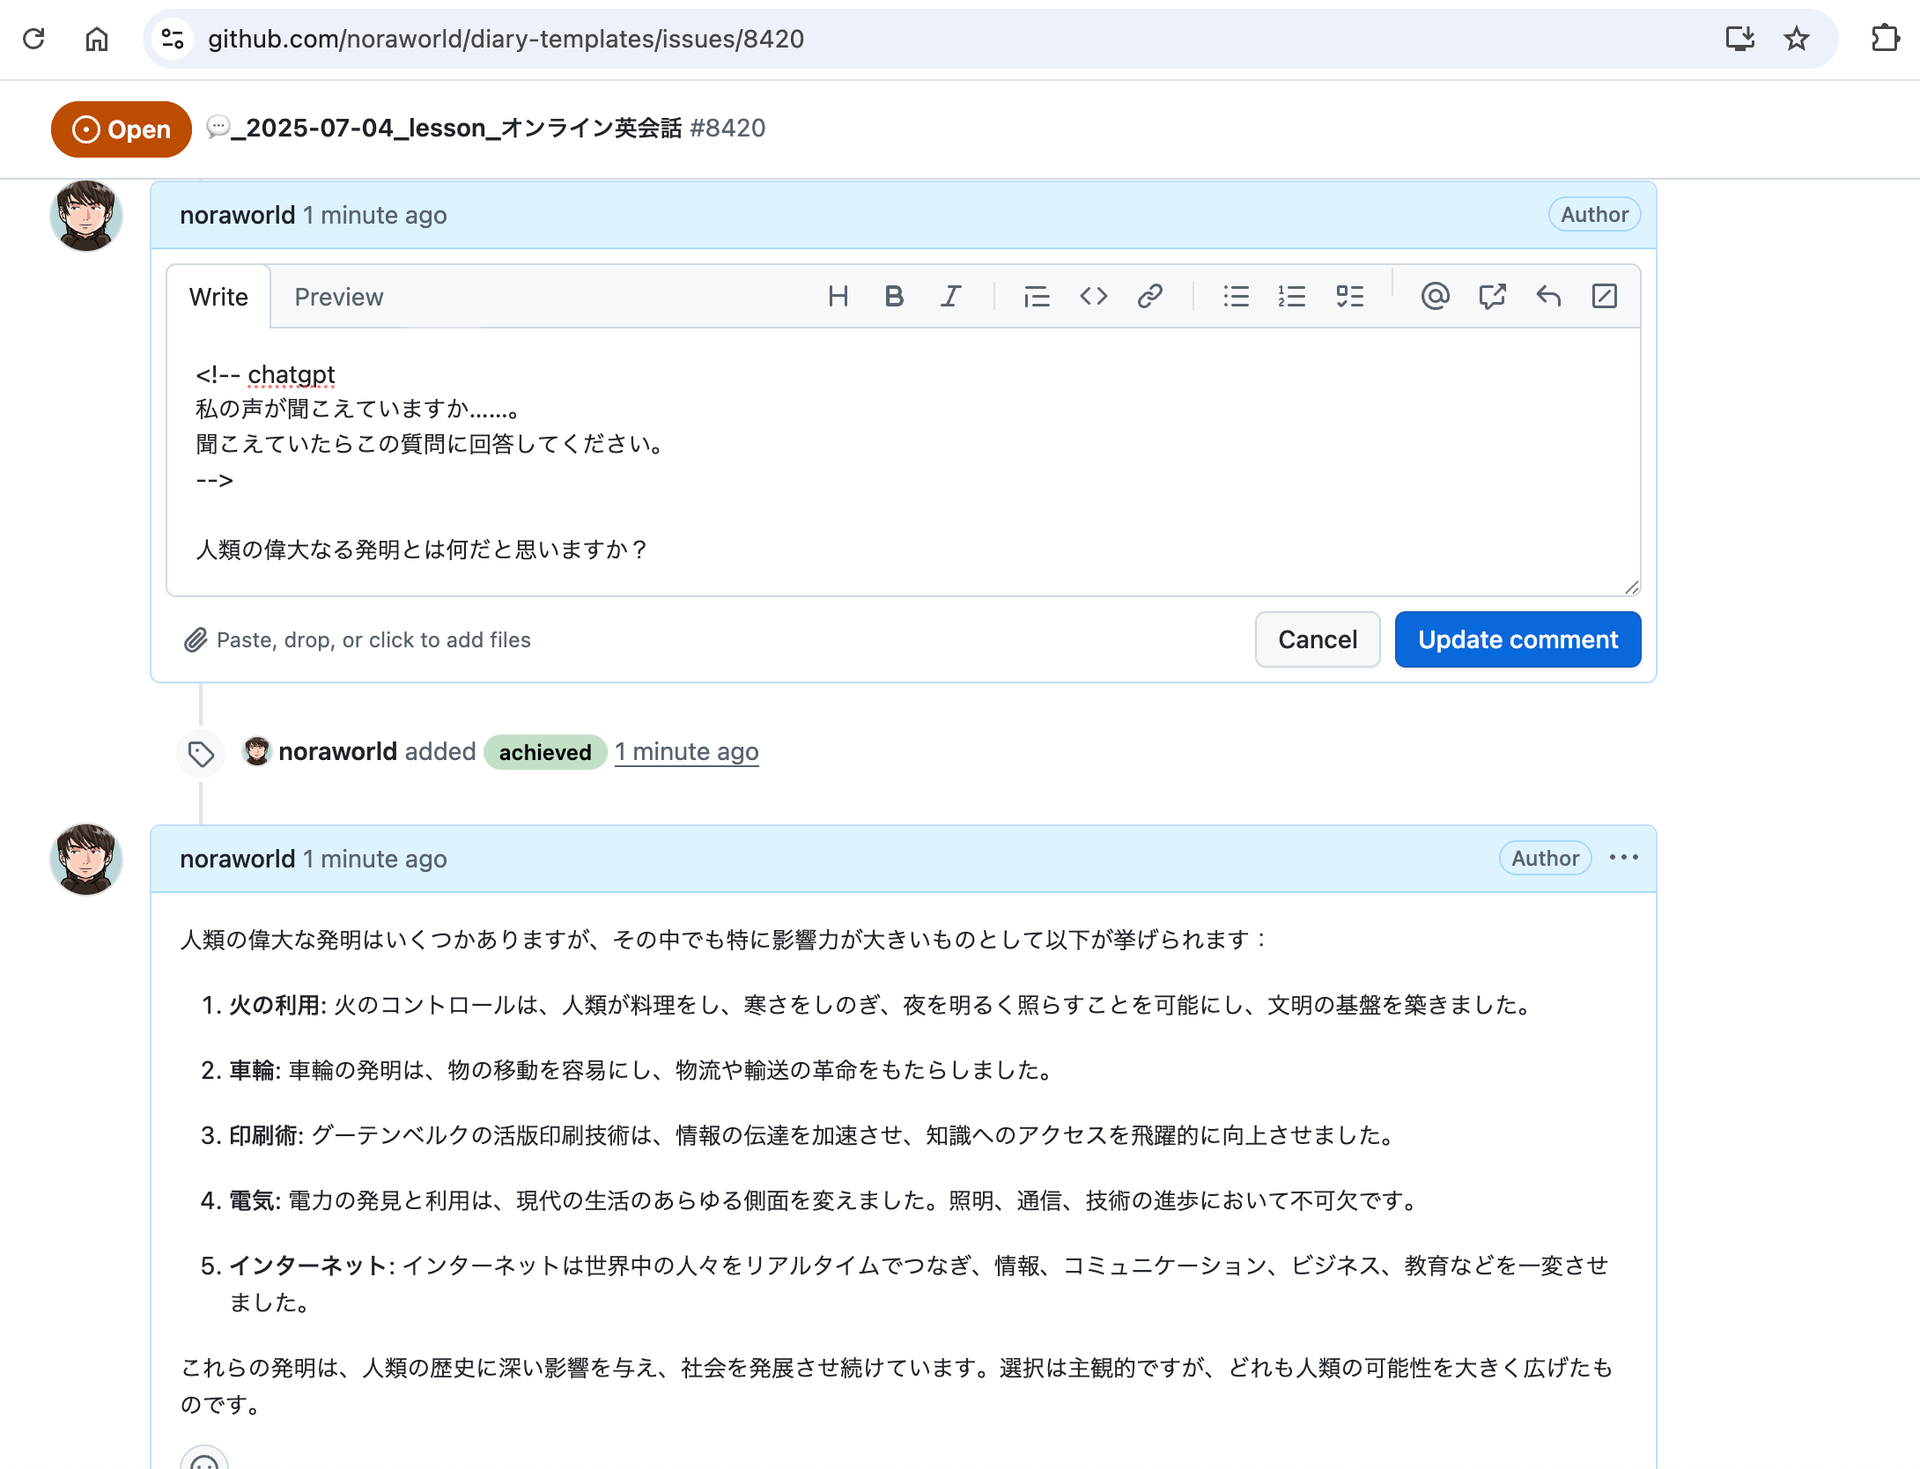 github.com/noraworld/diary-templates/issues/8420
Open
💬_2025-07-04_lesson_オンライン英会話 #8420
noraworld 1 minute ago
Author
Write
Preview
<!-- chatgpt
私の声が聞こえていますか……。
聞こえていたらこの質問に回答してください。
-->
人類の偉大なる発明とは何だと思いますか？
Paste, drop, or click to add files
Cancel
Update comment
noraworld added achieved 1 minute ago
noraworld 1 minute ago
Author
人類の偉大な発明はいくつかありますが、その中でも特に影響力が大きいものとして以下が挙げられます：
1. 火の利用: 火のコントロールは、人類が料理をし、寒さをしのぎ、夜を明るく照らすことを可能にし、文明の基盤を築きました。
2. 車輪: 車輪の発明は、物の移動を容易にし、物流や輸送の革命をもたらしました。
3. 印刷術: グーテンベルクの活版印刷技術は、情報の伝達を加速させ、知識へのアクセスを飛躍的に向上させました。
4. 電気: 電力の発見と利用は、現代の生活のあらゆる側面を変えました。照明、通信、技術の進歩において不可欠です。
5. インターネット: インターネットは世界中の人々をリアルタイムでつなぎ、情報、コミュニケーション、ビジネス、教育などを一変させ
ました。
これらの発明は、人類の歴史に深い影響を与え、社会を発展させ続けています。選択は主観的ですが、どれも人類の可能性を大きく広げたも
のです。